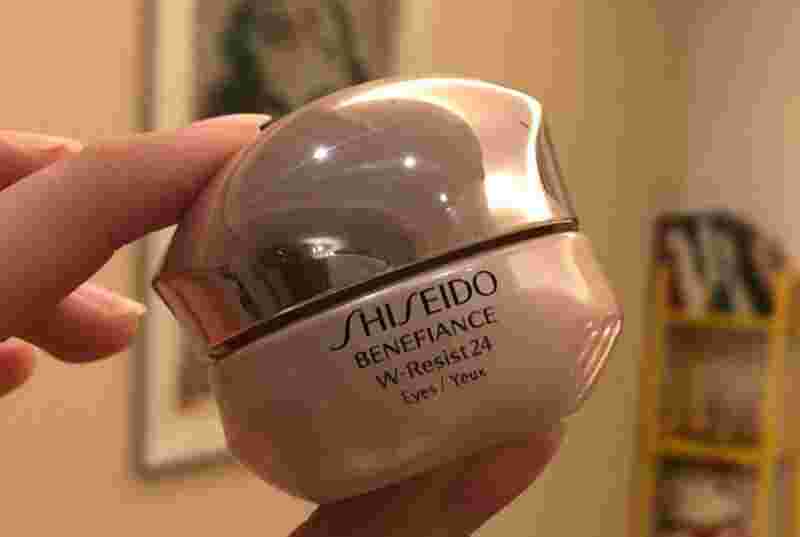 SHISEIDO
BENEFIANCE
W-Resist24
Eyes / Yeux